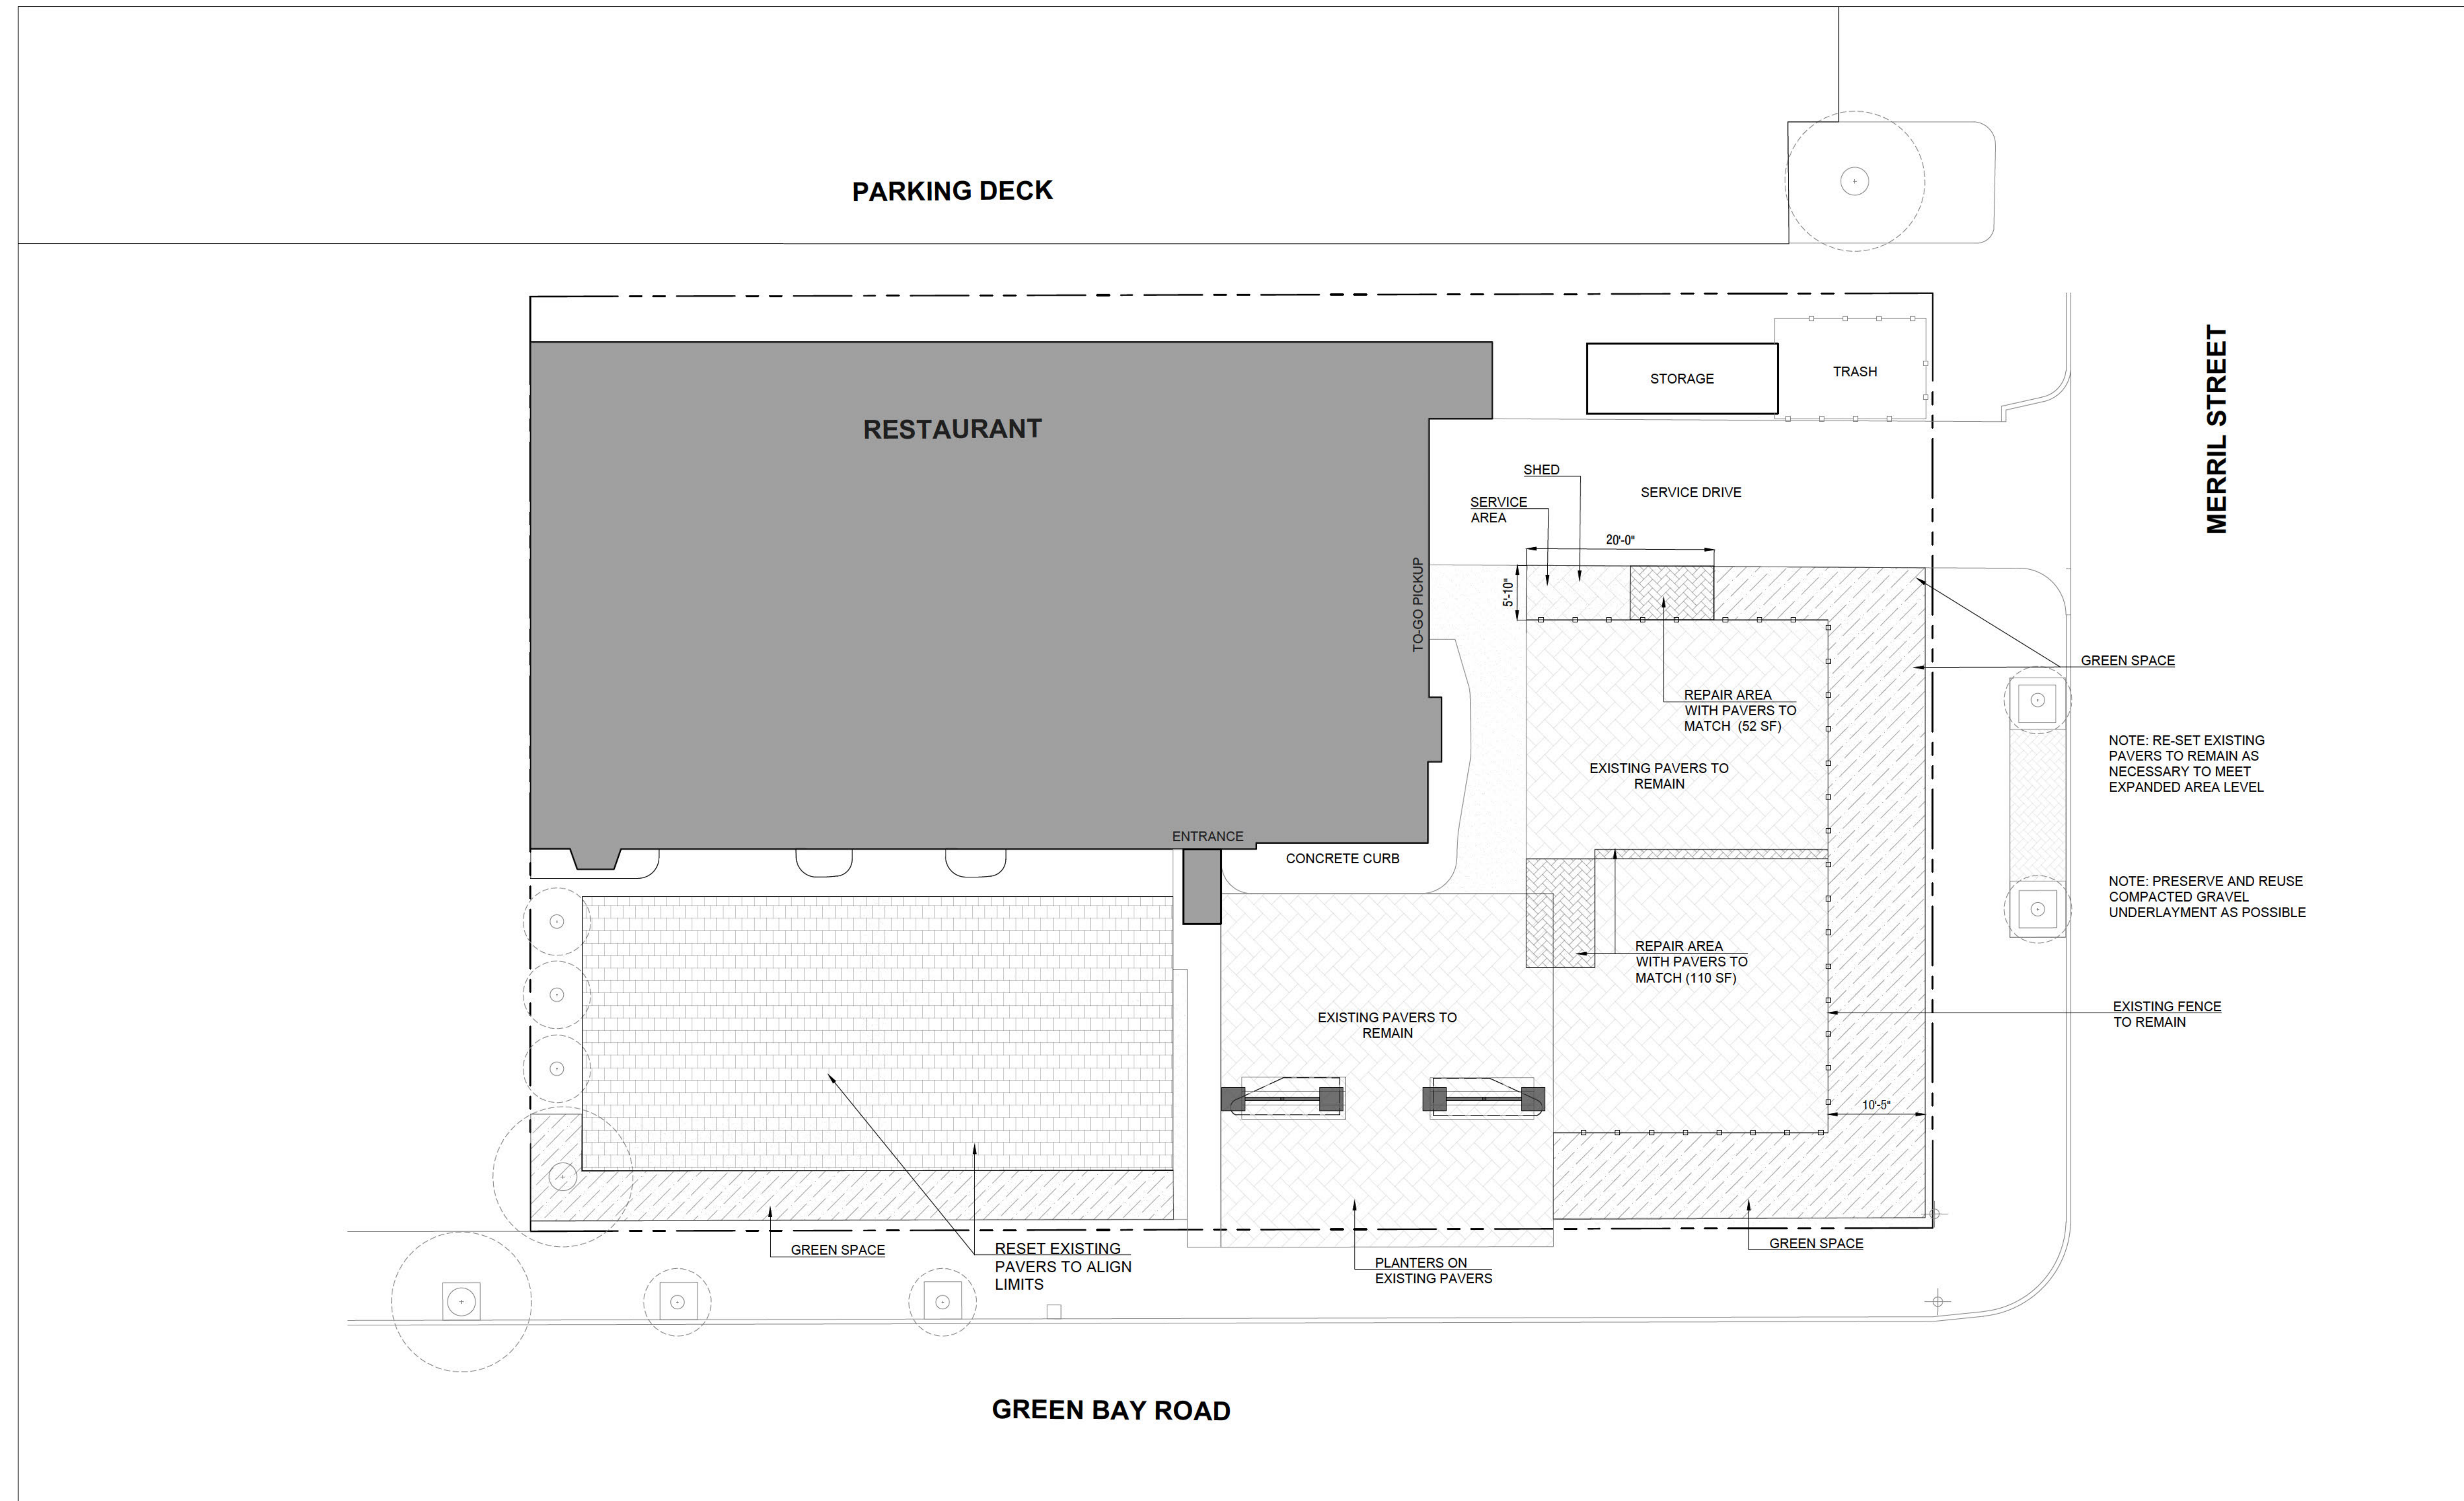 PARKING DECK
RESTAURANT
STORAGE
TRASH
MERRIL STREET
SHED
SERVICE DRIVE
SERVICE
AREA
20'-0"
5'-10"
TO-GO PICKUP
GREEN SPACE
REPAIR AREA
WITH PAVERS TO
MATCH (52 SF)
NOTE: RE-SET EXISTING
PAVERS TO REMAIN AS
NECESSARY TO MEET
EXPANDED AREA LEVEL
EXISTING PAVERS TO
REMAIN
ENTRANCE
CONCRETE CURB
NOTE: PRESERVE AND REUSE
COMPACTED GRAVEL
UNDERLAYMENT AS POSSIBLE
REPAIR AREA
WITH PAVERS TO
MATCH (110 SF)
EXISTING PAVERS TO
REMAIN
EXISTING FENCE
TO REMAIN
10'-5"
GREEN SPACE
RESET EXISTING
PAVERS TO ALIGN
LIMITS
PLANTERS ON
EXISTING PAVERS
GREEN SPACE
GREEN BAY ROAD